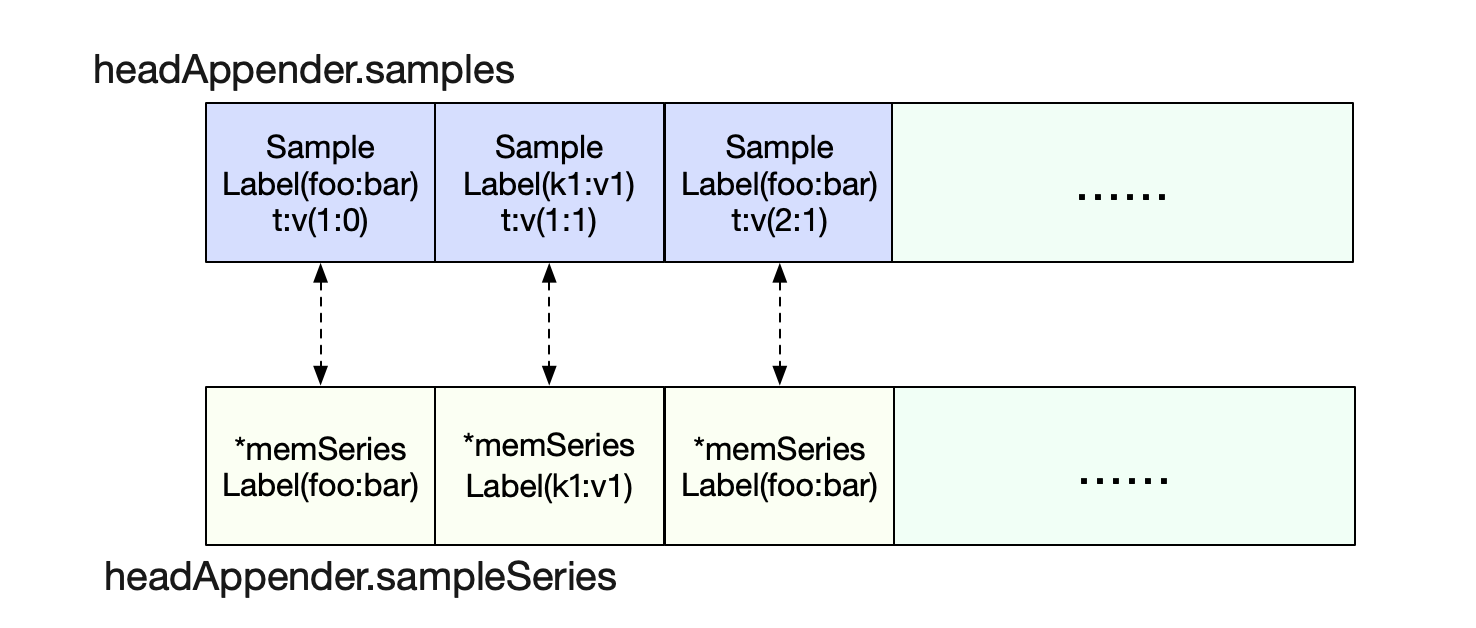 headAppender.samples
Sample
Label(foo:bar)
t:v(1:0)
Sample
Label(k1:v1)
t:v(1:1)
Sample
Label(foo:bar)
t:v(2:1)
......
*memSeries
Label(foo:bar)
*memSeries
Label(k1:v1)
*memSeries
Label(foo:bar)
......
headAppender.sampleSeries